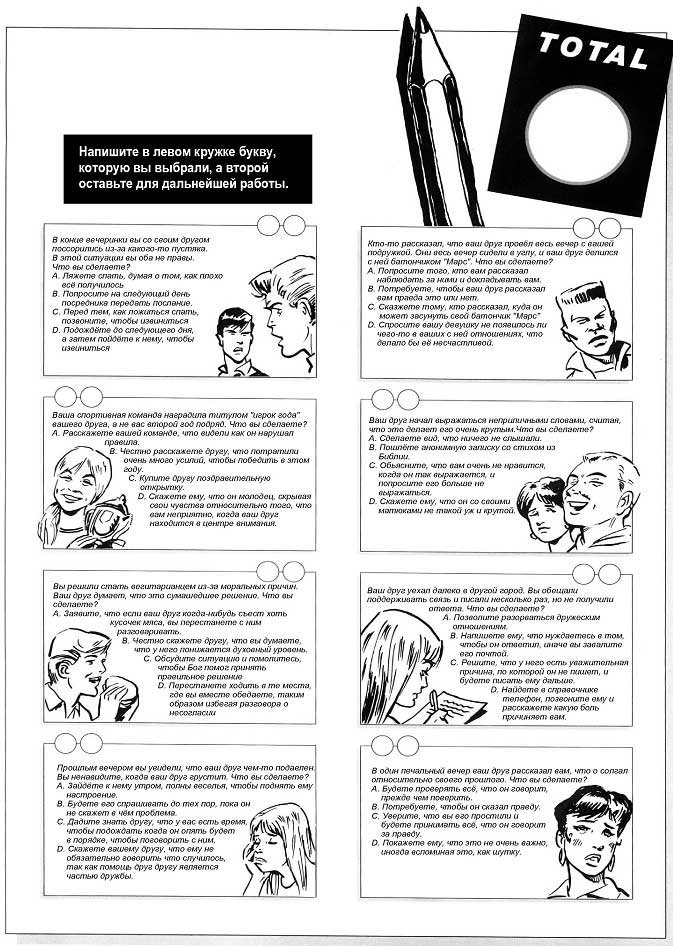 TOTAL
Напишите в левом кружке букву,
которую вы выбрали, а второй
оставьте для дальнейшей работы.
В конце вечеринки вы со своим другом
поссорились из-за какого-то пустяка.
В этой ситуации вы оба не правы.
Что вы сделаете?
A. Ляжете спать, думая о том, как плохо
всё получилось
B. Попросите на следующий день
посредника передать послание.
C. Перед тем, как ложиться спать,
позвоните, чтобы извиниться
D. Подождёте до следующего дня,
а затем пойдёте к нему, чтобы
извиниться
Кто-то рассказал, что ваш друг провёл весь вечер с вашей
подружкой. Они весь вечер сидели в углу, и ваш друг делился
с ней батончиком "Марс". Что вы сделаете?
A. Попросите того, кто вам рассказал
наблюдать за ними и докладывать вам.
B. Потребуете, чтобы ваш друг рассказал
вам правда это или нет.
C. Скажете тому, кто рассказал, куда он
может засунуть свой батончик "Марс"
D. Спросите вашу девушку не появилось ли
чего-то в ваших с ней отношениях, что
делало бы её несчастливой.
Ваша спортивная команда наградила титулом "игрок года"
вашего друга, а не вас второй год подряд. Что вы сделаете?
A. Расскажете вашей команде, что видели как он нарушал
правила.
B. Честно расскажете другу, что потратили
очень много усилий, чтобы победить в этом
году.
C. Купите другу поздравительную
открытку.
D. Скажете ему, что он молодец, скрывая
свои чувства относительно того, что
вам неприятно, когда ваш друг
находится в центре внимания.
Ваш друг начал выражаться неприличными словами, считая,
что это делает его очень крутым.Что вы сделаете?
A. Сделаете вид, что ничего не слышали.
B. Пошлёте анонимную записку со стихом из
Библии.
C. Объясните, что вам очень не нравится,
когда он так выражается, и
попросите его больше не
выражаться.
D. Скажете ему, что он со своими
матюками не такой уж и крутой.
Вы решили стать вегитарианцем из-за моральных причин.
Ваш друг думает, что это сумашедшее решение. Что вы
сделаете?
A. Заявите, что если ваш друг когда-нибудь съест хоть
кусочек мяса, вы перестанете с ним
разговаривать.
B. Честно скажете другу, что вы думаете,
что у него понижается духовный уровень.
C. Обсудите ситуацию и помолитесь,
чтобы Бог помог принять
правильное решение
D. Перестанете ходить в те места,
где вы вместе обедаете, таким
образом избегая разговора о
несогласии
Ваш друг уехал далеко в другой город. Вы обещали
поддерживать связь и писали несколько раз, но не получили
ответа. Что вы сделаете?
A. Позволите разорваться дружеским
отношениям.
B. Напишете ему, что нуждаетесь в том,
чтобы он ответил, иначе вы завалите
его почтой.
C. Решите, что у него есть уважительная
причина, по которой он не пишет, и
будете писать ему дальше.
D. Найдете в справочнике
телефон, позвоните ему и
расскажете какую боль
причиняет вам.
Прошлым вечером вы увидели, что ваш друг чем-то подавлен.
Вы ненавидите, когда ваш друг грустит. Что вы сделаете?
A. Зайдёте к нему утром, полны веселья, чтобы поднять ему
настроение.
B. Будете его спрашивать до тех пор, пока он
не скажет в чём проблема.
C. Дадите знать другу, что у вас есть время,
чтобы подождать когда он опять будет
в порядке, чтобы поговорить с ним.
D. Скажете вашему другу, что ему не
обязательно говорить что случилось,
так как помощь друг другу является
частью дружбы.
В один печальный вечер ваш друг рассказал вам, что о солгал
относительно своего прошлого. Что вы сделаете?
A. Будете проверять всё, что он говорит,
прежде чем поверить.
B. Потребуете, чтобы он сказал правду.
C. Уверите, что вы его простили и
будете принимать всё, что он говорит
за правду.
D. Покажете ему, что это не очень важно,
иногда вспоминая это, как шутку.